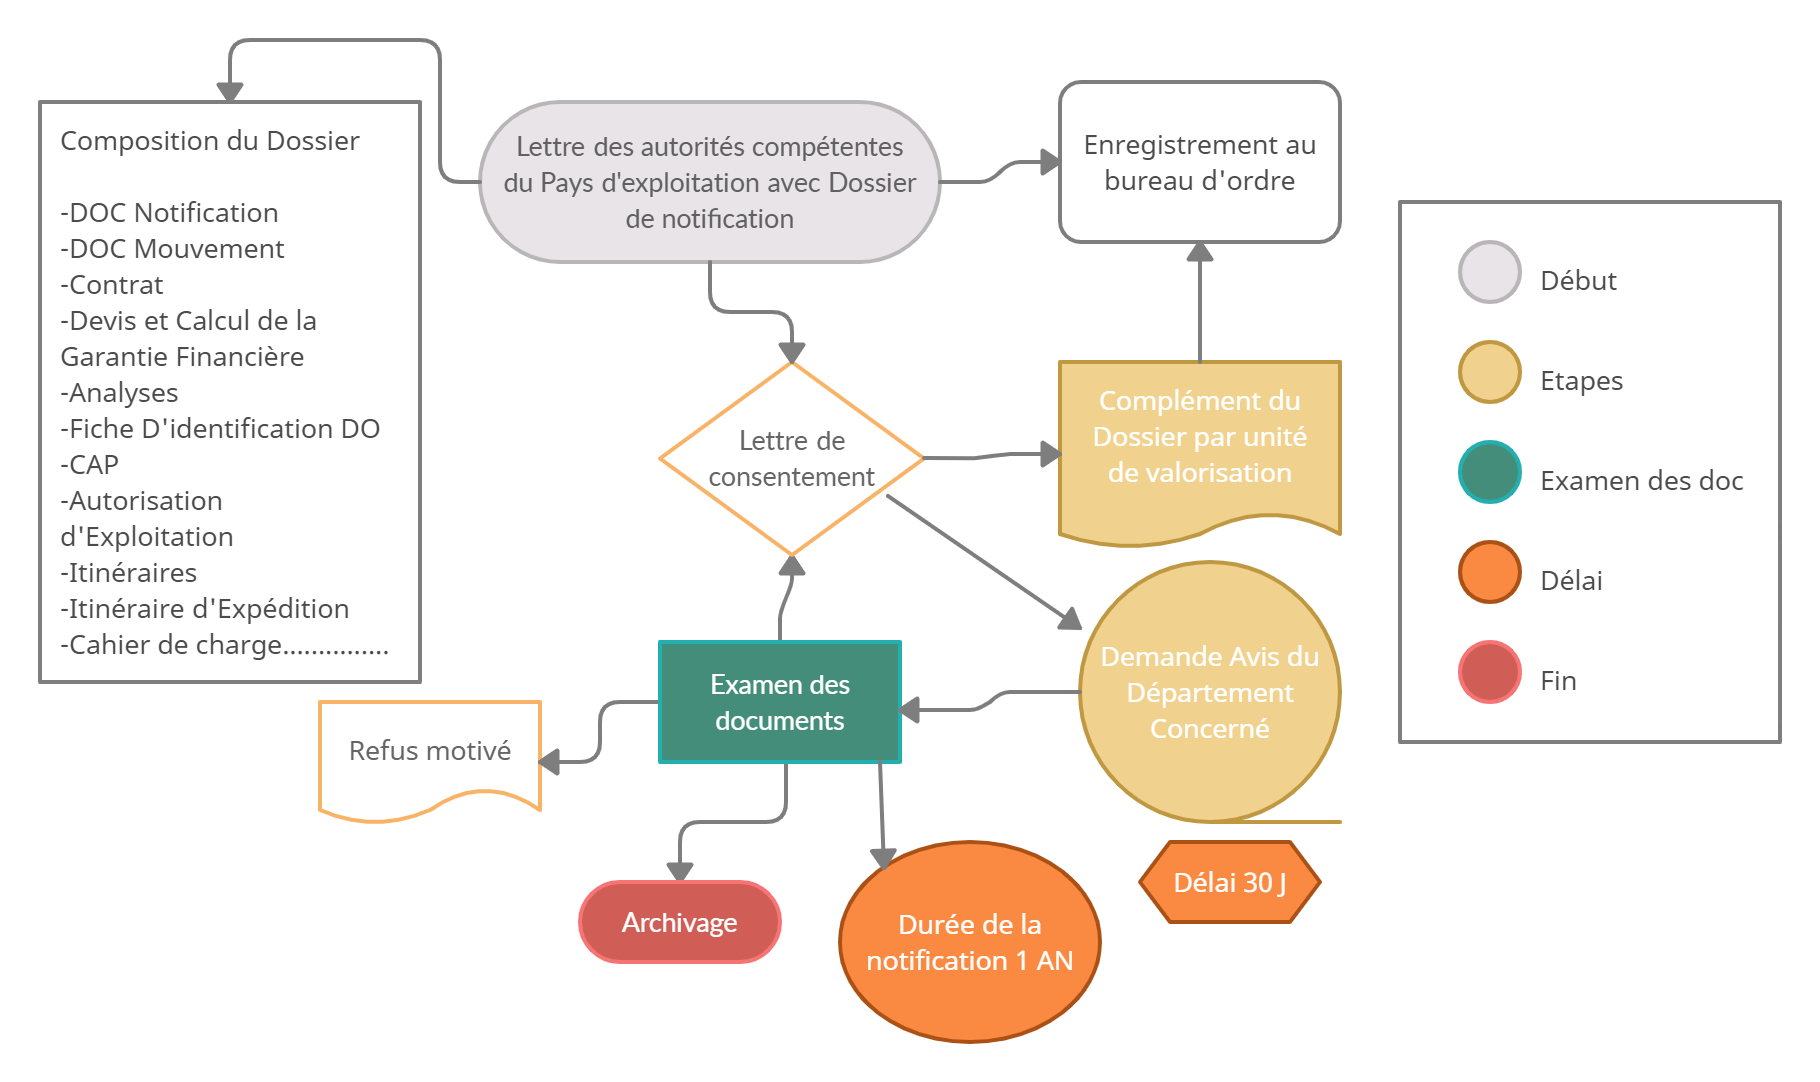 Composition du Dossier
-DOC Notification
-DOC Mouvement
-Contrat
-Devis et Calcul de la
Garantie Financière
-Analyses
-Fiche D'identification DO
-CAP
-Autorisation
d'Exploitation
-Itinéraires
-Itinéraire d'Expédition
-Cahier de charge...............
Lettre des autorités compétentes
du Pays d'exploitation avec Dossier
de notification
Enregistrement au
bureau d'ordre
Lettre de
consentement
Complément du
Dossier par unité
de valorisation
Demande Avis du
Département
Concerné
Examen des
documents
Refus motivé
Archivage
Durée de la
notification 1 AN
Délai 30 J
Début
Etapes
Examen des doc
Délai
Fin